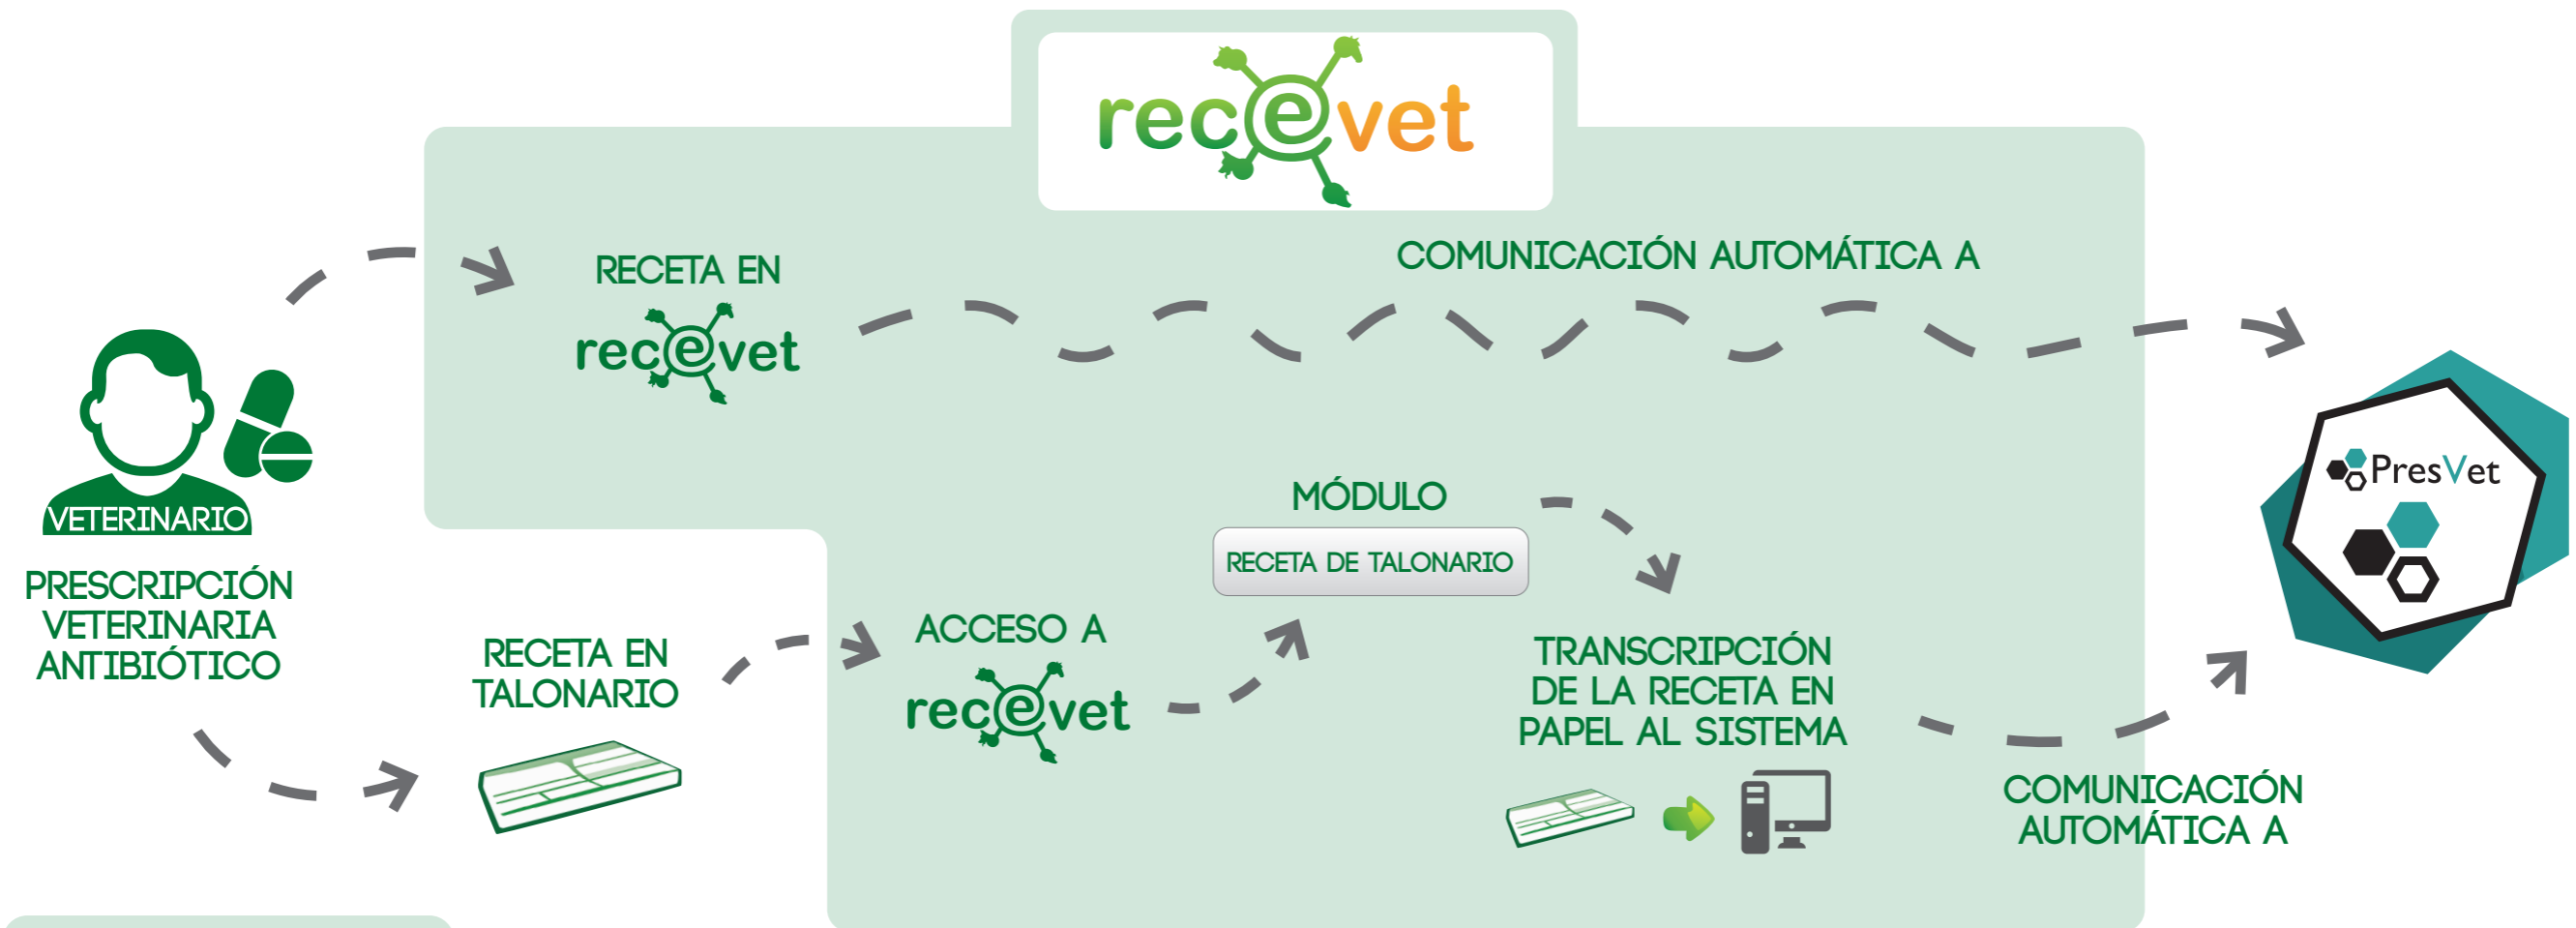 recevet
RECETA EN
recevet
COMUNICACIÓN AUTOMÁTICA A
VETERINARIO
PRESCRIPCIÓN
VETERINARIA
ANTIBIÓTICO
RECETA EN
TALONARIO
ACCESO A
recevet
MÓDULO
RECETA DE TALONARIO
TRANSCRIPCIÓN
DE LA RECETA EN
PAPEL AL SISTEMA
COMUNICACIÓN
AUTOMÁTICA A
PresVet